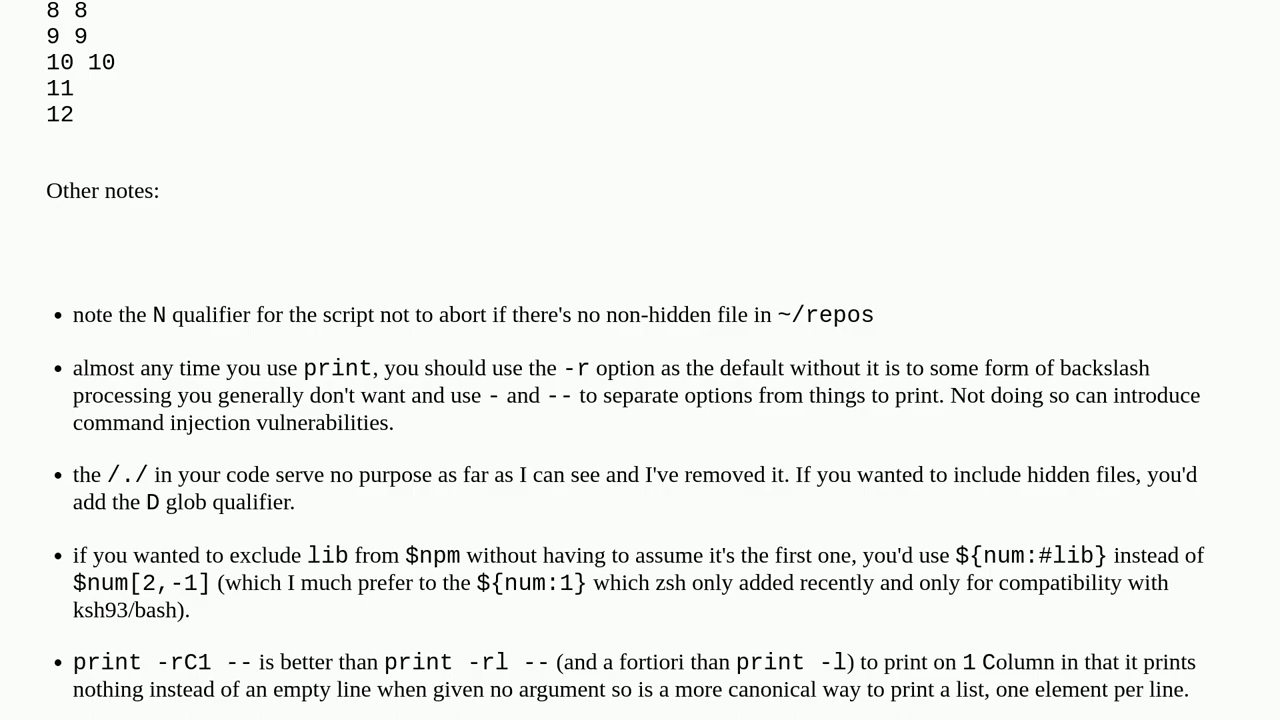 8 8
9 9
10 10
11
12
Other notes:
• note the N qualifier for the script not to abort if there's no non-hidden file in ~/repos
• almost any time you use print, you should use the -r option as the default without it is to some form of backslash
processing you generally don't want and use - and -- to separate options from things to print. Not doing so can introduce
command injection vulnerabilities.
• the /./ in your code serve no purpose as far as I can see and I've removed it. If you wanted to include hidden files, you'd
add the D glob qualifier.
• if you wanted to exclude lib from $npm without having to assume it's the first one, you'd use ${num:#lib} instead of
$num[2,-1] (which I much prefer to the ${num:1} which zsh only added recently and only for compatibility with
ksh93/bash).
• print -rC1 -- is better than print -rl -- (and a fortiori than print -l) to print on 1 Column in that it prints
nothing instead of an empty line when given no argument so is a more canonical way to print a list, one element per line.